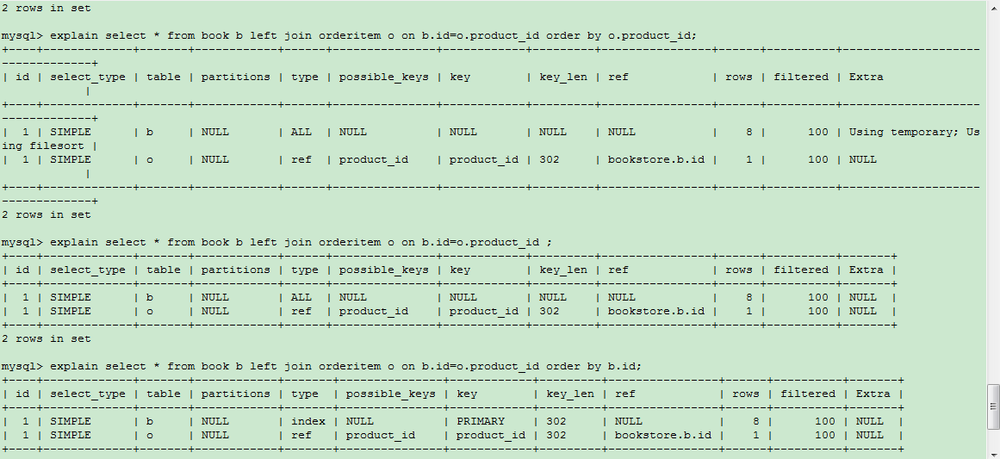 2 rows in set
mysql> explain select * from book b left join orderitem o on b.id=o.product_id order by o.product_id;
+----+-------------+-------+------------+------+---------------+------------+---------+----------------+------+----------+--------------------
-------------+
| id | select_type | table | partitions | type | possible_keys | key        | key_len | ref            | rows | filtered | Extra
            |
+----+-------------+-------+------------+------+---------------+------------+---------+----------------+------+----------+--------------------
-------------+
|  1 | SIMPLE      | b     | NULL       | ALL  | NULL          | NULL       | NULL    | NULL           |    8 |      100 | Using temporary; Us
ing filesort |
|  1 | SIMPLE      | o     | NULL       | ref  | product_id    | product_id | 302     | bookstore.b.id |    1 |      100 | NULL
            |
+----+-------------+-------+------------+------+---------------+------------+---------+----------------+------+----------+--------------------
-------------+
2 rows in set
mysql> explain select * from book b left join orderitem o on b.id=o.product_id ;
+----+-------------+-------+------------+------+---------------+------------+---------+----------------+------+----------+-------+
| id | select_type | table | partitions | type | possible_keys | key        | key_len | ref            | rows | filtered | Extra |
+----+-------------+-------+------------+------+---------------+------------+---------+----------------+------+----------+-------+
|  1 | SIMPLE      | b     | NULL       | ALL  | NULL          | NULL       | NULL    | NULL           |    8 |      100 | NULL  |
|  1 | SIMPLE      | o     | NULL       | ref  | product_id    | product_id | 302     | bookstore.b.id |    1 |      100 | NULL  |
+----+-------------+-------+------------+------+---------------+------------+---------+----------------+------+----------+-------+
2 rows in set
mysql> explain select * from book b left join orderitem o on b.id=o.product_id order by b.id;
+----+-------------+-------+------------+-------+---------------+------------+---------+----------------+------+----------+-------+
| id | select_type | table | partitions | type  | possible_keys | key        | key_len | ref            | rows | filtered | Extra |
+----+-------------+-------+------------+-------+---------------+------------+---------+----------------+------+----------+-------+
|  1 | SIMPLE      | b     | NULL       | index | NULL          | PRIMARY    | 302     | NULL           |    8 |      100 | NULL  |
|  1 | SIMPLE      | o     | NULL       | ref   | product_id    | product_id | 302     | bookstore.b.id |    1 |      100 | NULL  |
+----+-------------+-------+------------+-------+---------------+------------+---------+----------------+------+----------+-------+